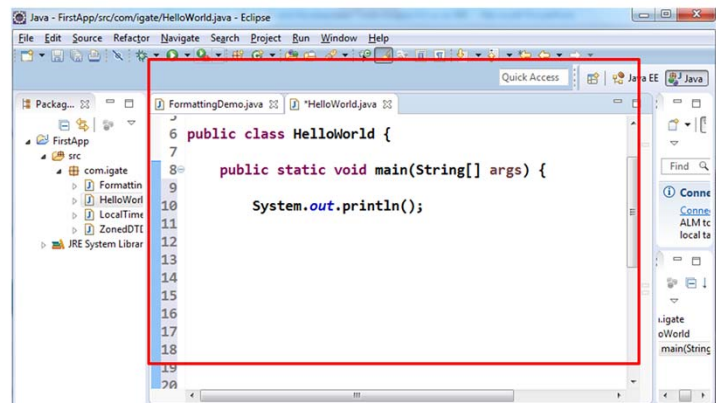 Java - FirstApp/src/com/igate/HelloWorld.java - Eclipse
File Edit Source Refactor Navigate Search Project Run Window Help
Quick Access
Java EE
Java
Packag...
FormattingDemo.java
*HelloWorld.java
FirstApp
src
com.igate
Formattin
HelloWorl
LocalTime
ZonedDT
JRE System Librar
6 public class HelloWorld {
7
8 public static void main(String[] args) {
9
10 System.out.println();
11
12
13
14
15
16
17
18
19
20
Find
Conne
Conne
ALM to
local ta
.igate
oWorld
main(String